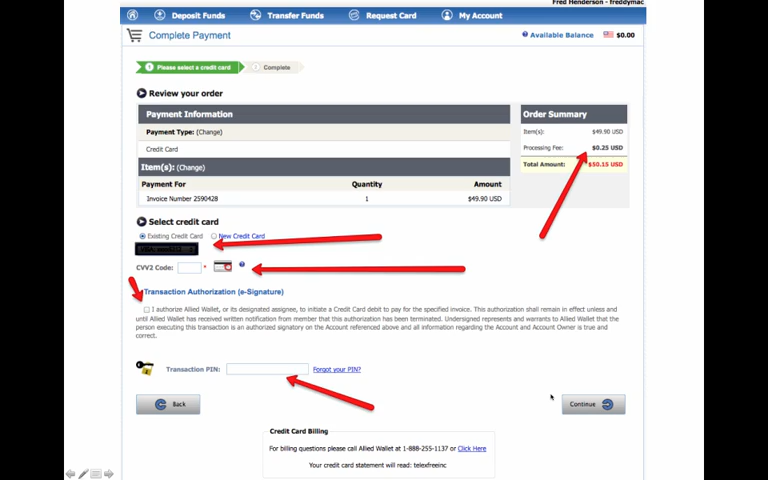 Fred Henderson - freddymac
Deposit Funds Transfer Funds Request Card My Account
Complete Payment
Available Balance $0.00
1 Please select a credit card 2 Complete
Review your order
Payment Information
Payment Type: (Change)
Credit Card
Item(s): (Change)
Payment For Quantity Amount
Invoice Number 2590428 1 $49.90 USD
Order Summary
Item(s): $49.90 USD
Processing Fee: $0.25 USD
Total Amount: $50.15 USD
Select credit card
Existing Credit Card New Credit Card
CVV2 Code: *
Transaction Authorization (e-Signature)
I authorize Allied Wallet, or its designated assignee, to initiate a Credit Card debit to pay for the specified invoice. This authorization shall remain in effect unless and
until Allied Wallet has received written notification from member that this authorization has been terminated. Undersigned represents and warrants to Allied Wallet that the
person executing this transaction is an authorized signatory on the Account referenced above and all information regarding the Account and Account Owner is true and
correct.
Transaction PIN: Forgot your PIN?
Back Continue
Credit Card Billing
For billing questions please call Allied Wallet at 1-888-255-1137 or Click Here
Your credit card statement will read: telexfreeinc